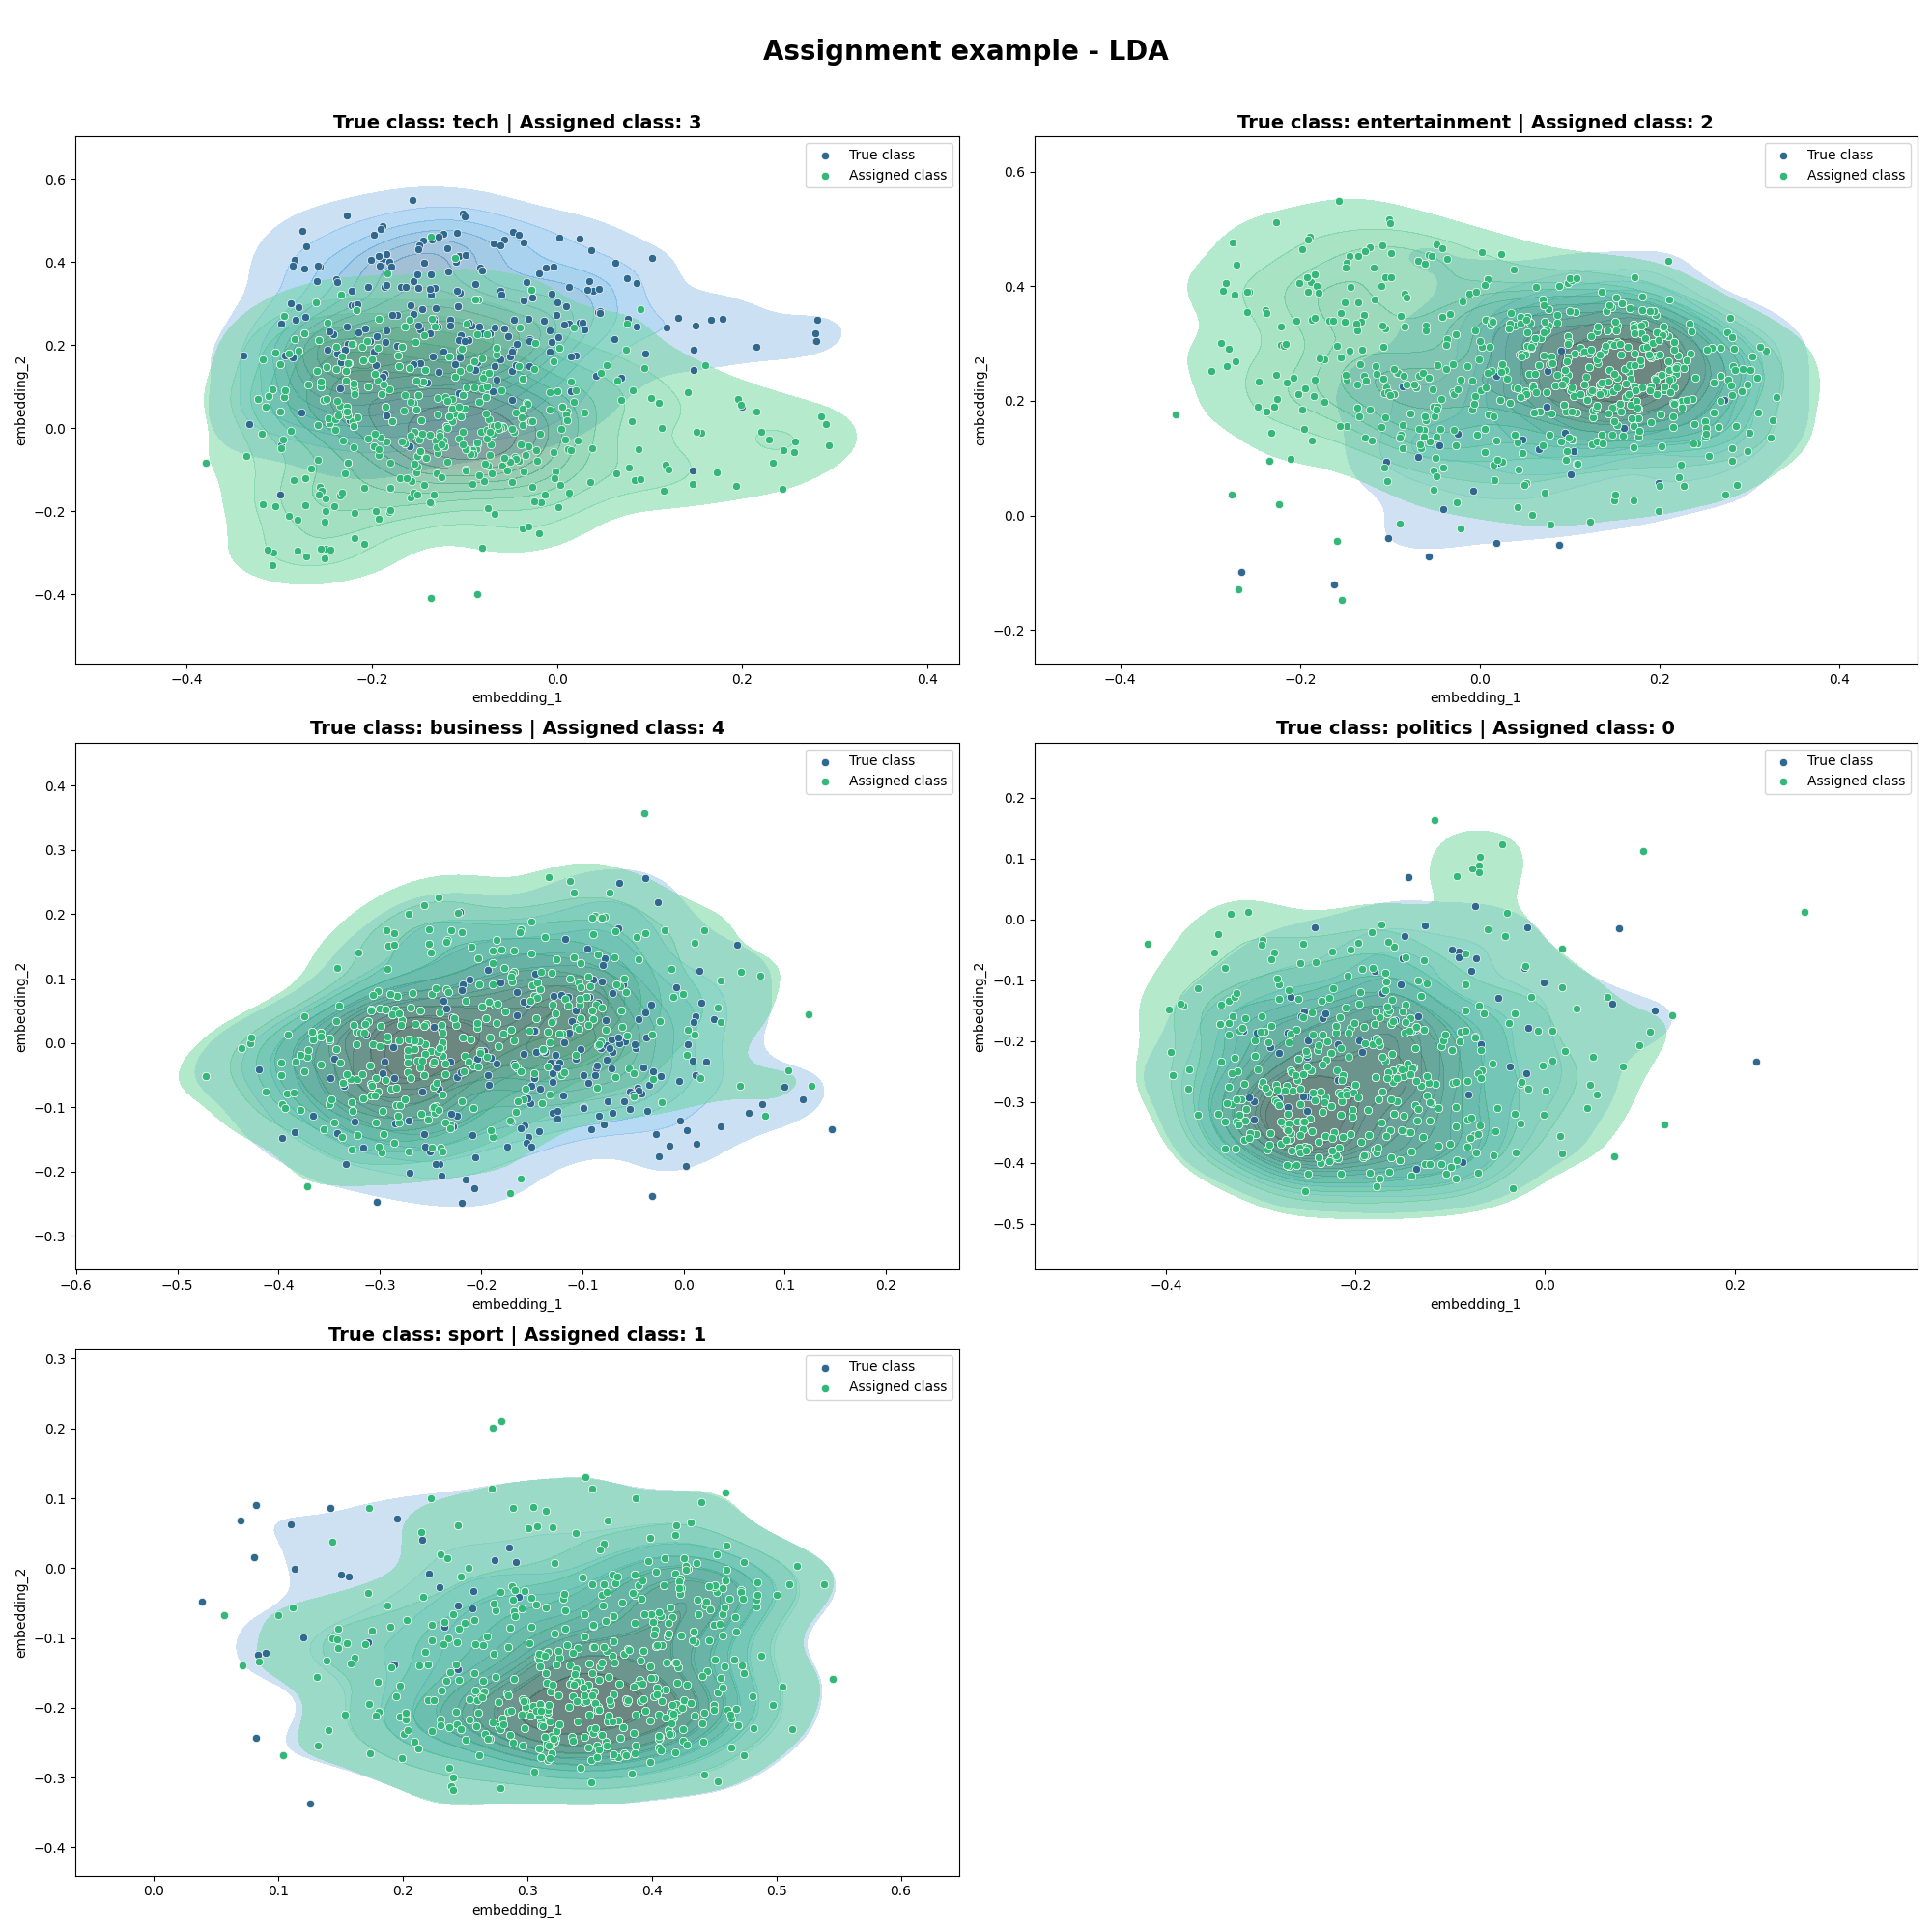 Assignment example - LDA
True class: tech | Assigned class: 3
True class
Assigned class
0.6
0.4
0.2
0.0
−0.2
−0.4
embedding_2
−0.4 −0.2 0.0 0.2 0.4
embedding_1
True class: entertainment | Assigned class: 2
True class
Assigned class
0.6
0.4
0.2
0.0
−0.2
embedding_2
−0.4 −0.2 0.0 0.2 0.4
embedding_1
True class: business | Assigned class: 4
True class
Assigned class
0.4
0.3
0.2
0.1
0.0
−0.1
−0.2
−0.3
embedding_2
−0.6 −0.5 −0.4 −0.3 −0.2 −0.1 0.0 0.1 0.2
embedding_1
True class: politics | Assigned class: 0
True class
Assigned class
0.2
0.1
0.0
−0.1
−0.2
−0.3
−0.4
−0.5
embedding_2
−0.4 −0.2 0.0 0.2
embedding_1
True class: sport | Assigned class: 1
True class
Assigned class
0.3
0.2
0.1
0.0
−0.1
−0.2
−0.3
−0.4
embedding_2
0.0 0.1 0.2 0.3 0.4 0.5 0.6
embedding_1